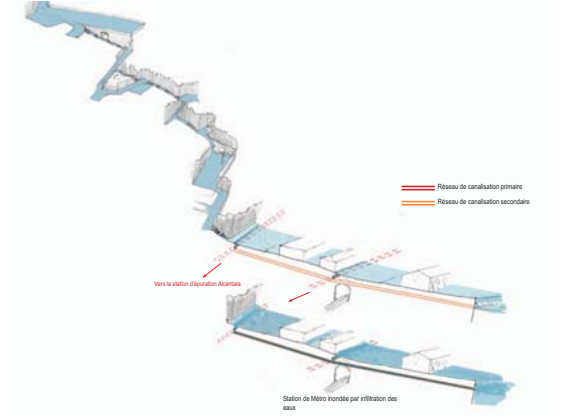 Réseau de canalisation primaire
Réseau de canalisation secondaire
Vers la station d'épuration Alcantara
Station de Métro inondée par infiltration des
eaux